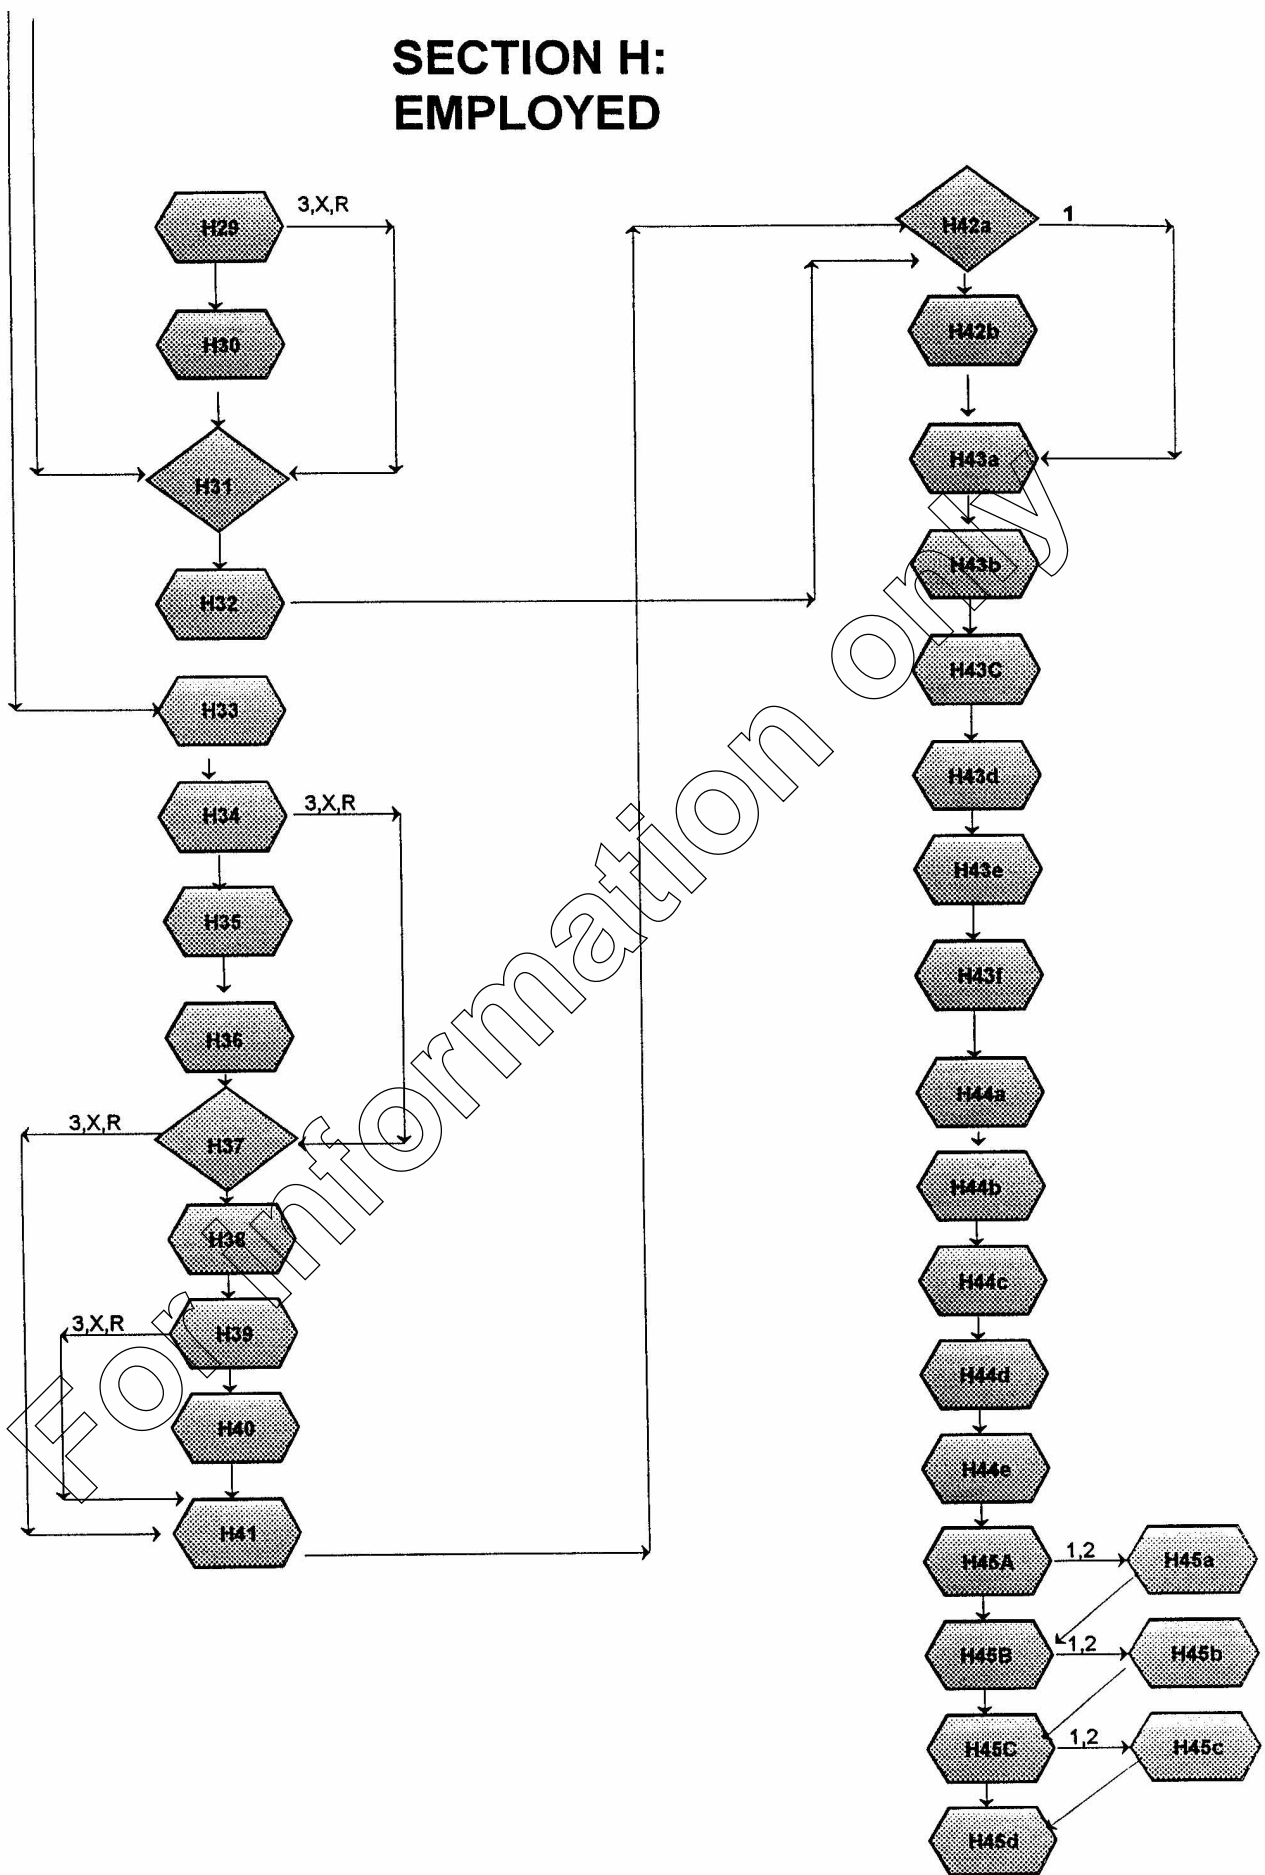 SECTION H:
EMPLOYED
H29
3,X,R
H30
H31
H32
H33
H34
3,X,R
H35
H36
3,X,R
H37
H38
3,X,R
H39
H40
H41
H42a
1
H42b
H43a
H43b
H43C
H43d
H43e
H43f
H44a
H44b
H44c
H44d
H44e
H45A
1,2
H45a
H45B
1,2
H45b
H45C
1,2
H45c
H45d
For information only